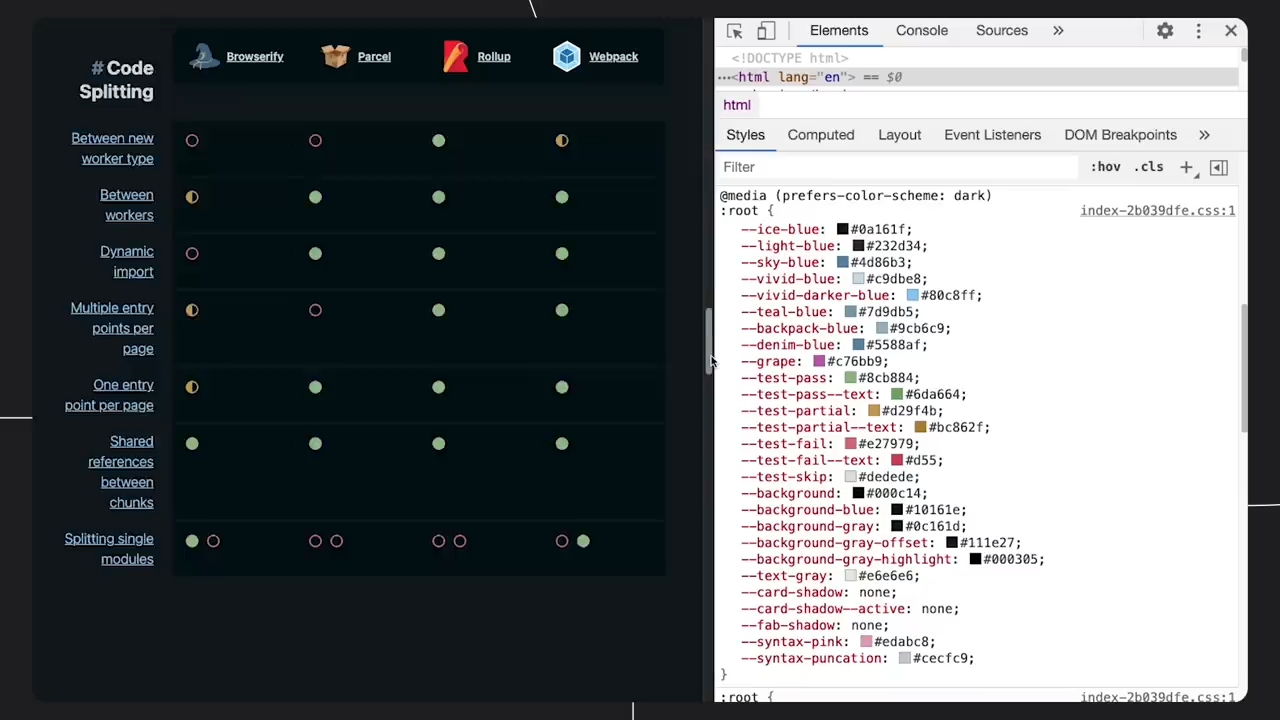 Browserify Parcel Rollup Webpack
#Code
Splitting
Between new
worker type
Between
workers
Dynamic
import
Multiple entry
points per
page
One entry
point per page
Shared
references
between
chunks
Splitting single
modules
Elements Console Sources »
<!DOCTYPE html>
⋯<html lang="en"> == $0
html
Styles Computed Layout Event Listeners DOM Breakpoints »
Filter :hov .cls +
@media (prefers-color-scheme: dark)
:root { index-2b039dfe.css:1
--ice-blue: #0a161f;
--light-blue: #232d34;
--sky-blue: #4d86b3;
--vivid-blue: #c9dbe8;
--vivid-darker-blue: #80c8ff;
--teal-blue: #7d9db5;
--backpack-blue: #9cb6c9;
--denim-blue: #5588af;
--grape: #c76bb9;
--test-pass: #8cb884;
--test-pass--text: #6da664;
--test-partial: #d29f4b;
--test-partial--text: #bc862f;
--test-fail: #e27979;
--test-fail--text: #d55;
--test-skip: #dedede;
--background: #000c14;
--background-blue: #10161e;
--background-gray: #0c161d;
--background-gray-offset: #111e27;
--background-gray-highlight: #000305;
--text-gray: #e6e6e6;
--card-shadow: none;
--card-shadow--active: none;
--fab-shadow: none;
--syntax-pink: #edabc8;
--syntax-puncation: #cecfc9;
}
:root { index-2b039dfe.css:1